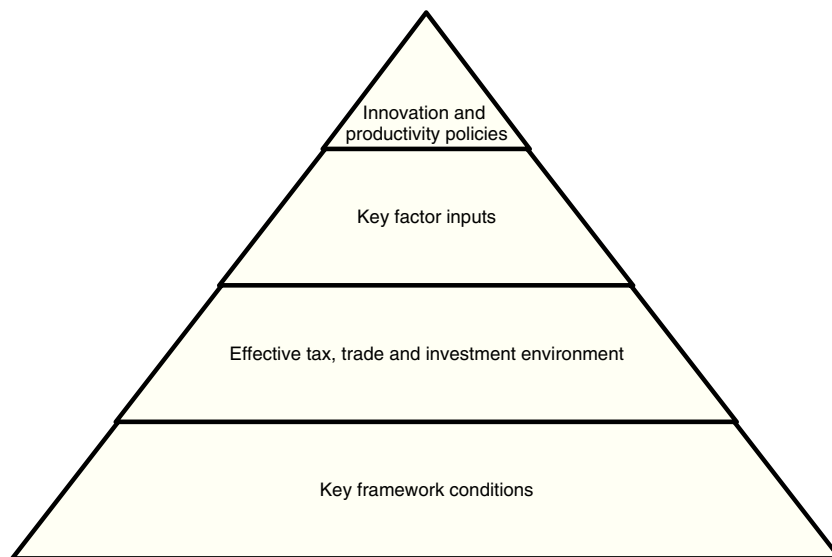 Innovation and
productivity policies
Key factor inputs
Effective tax, trade and investment environment
Key framework conditions